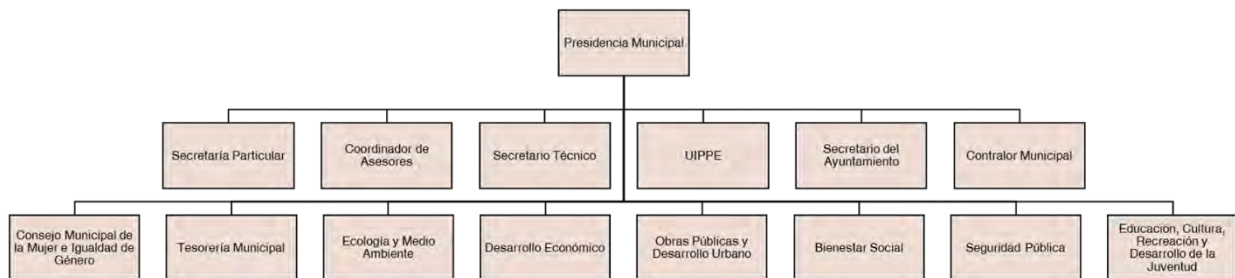 Presidencia Municipal
Secretaría Particular
Coordinador de
Asesores
Secretario Técnico
UIPPE
Secretario del
Ayuntamiento
Contralor Municipal
Consejo Municipal de
la Mujer e Igualdad de
Género
Tesorería Municipal
Ecología y Medio
Ambiente
Desarrollo Económico
Obras Públicas y
Desarrollo Urbano
Bienestar Social
Seguridad Pública
Educación, Cultura,
Recreación y
Desarrollo de la
Juventud